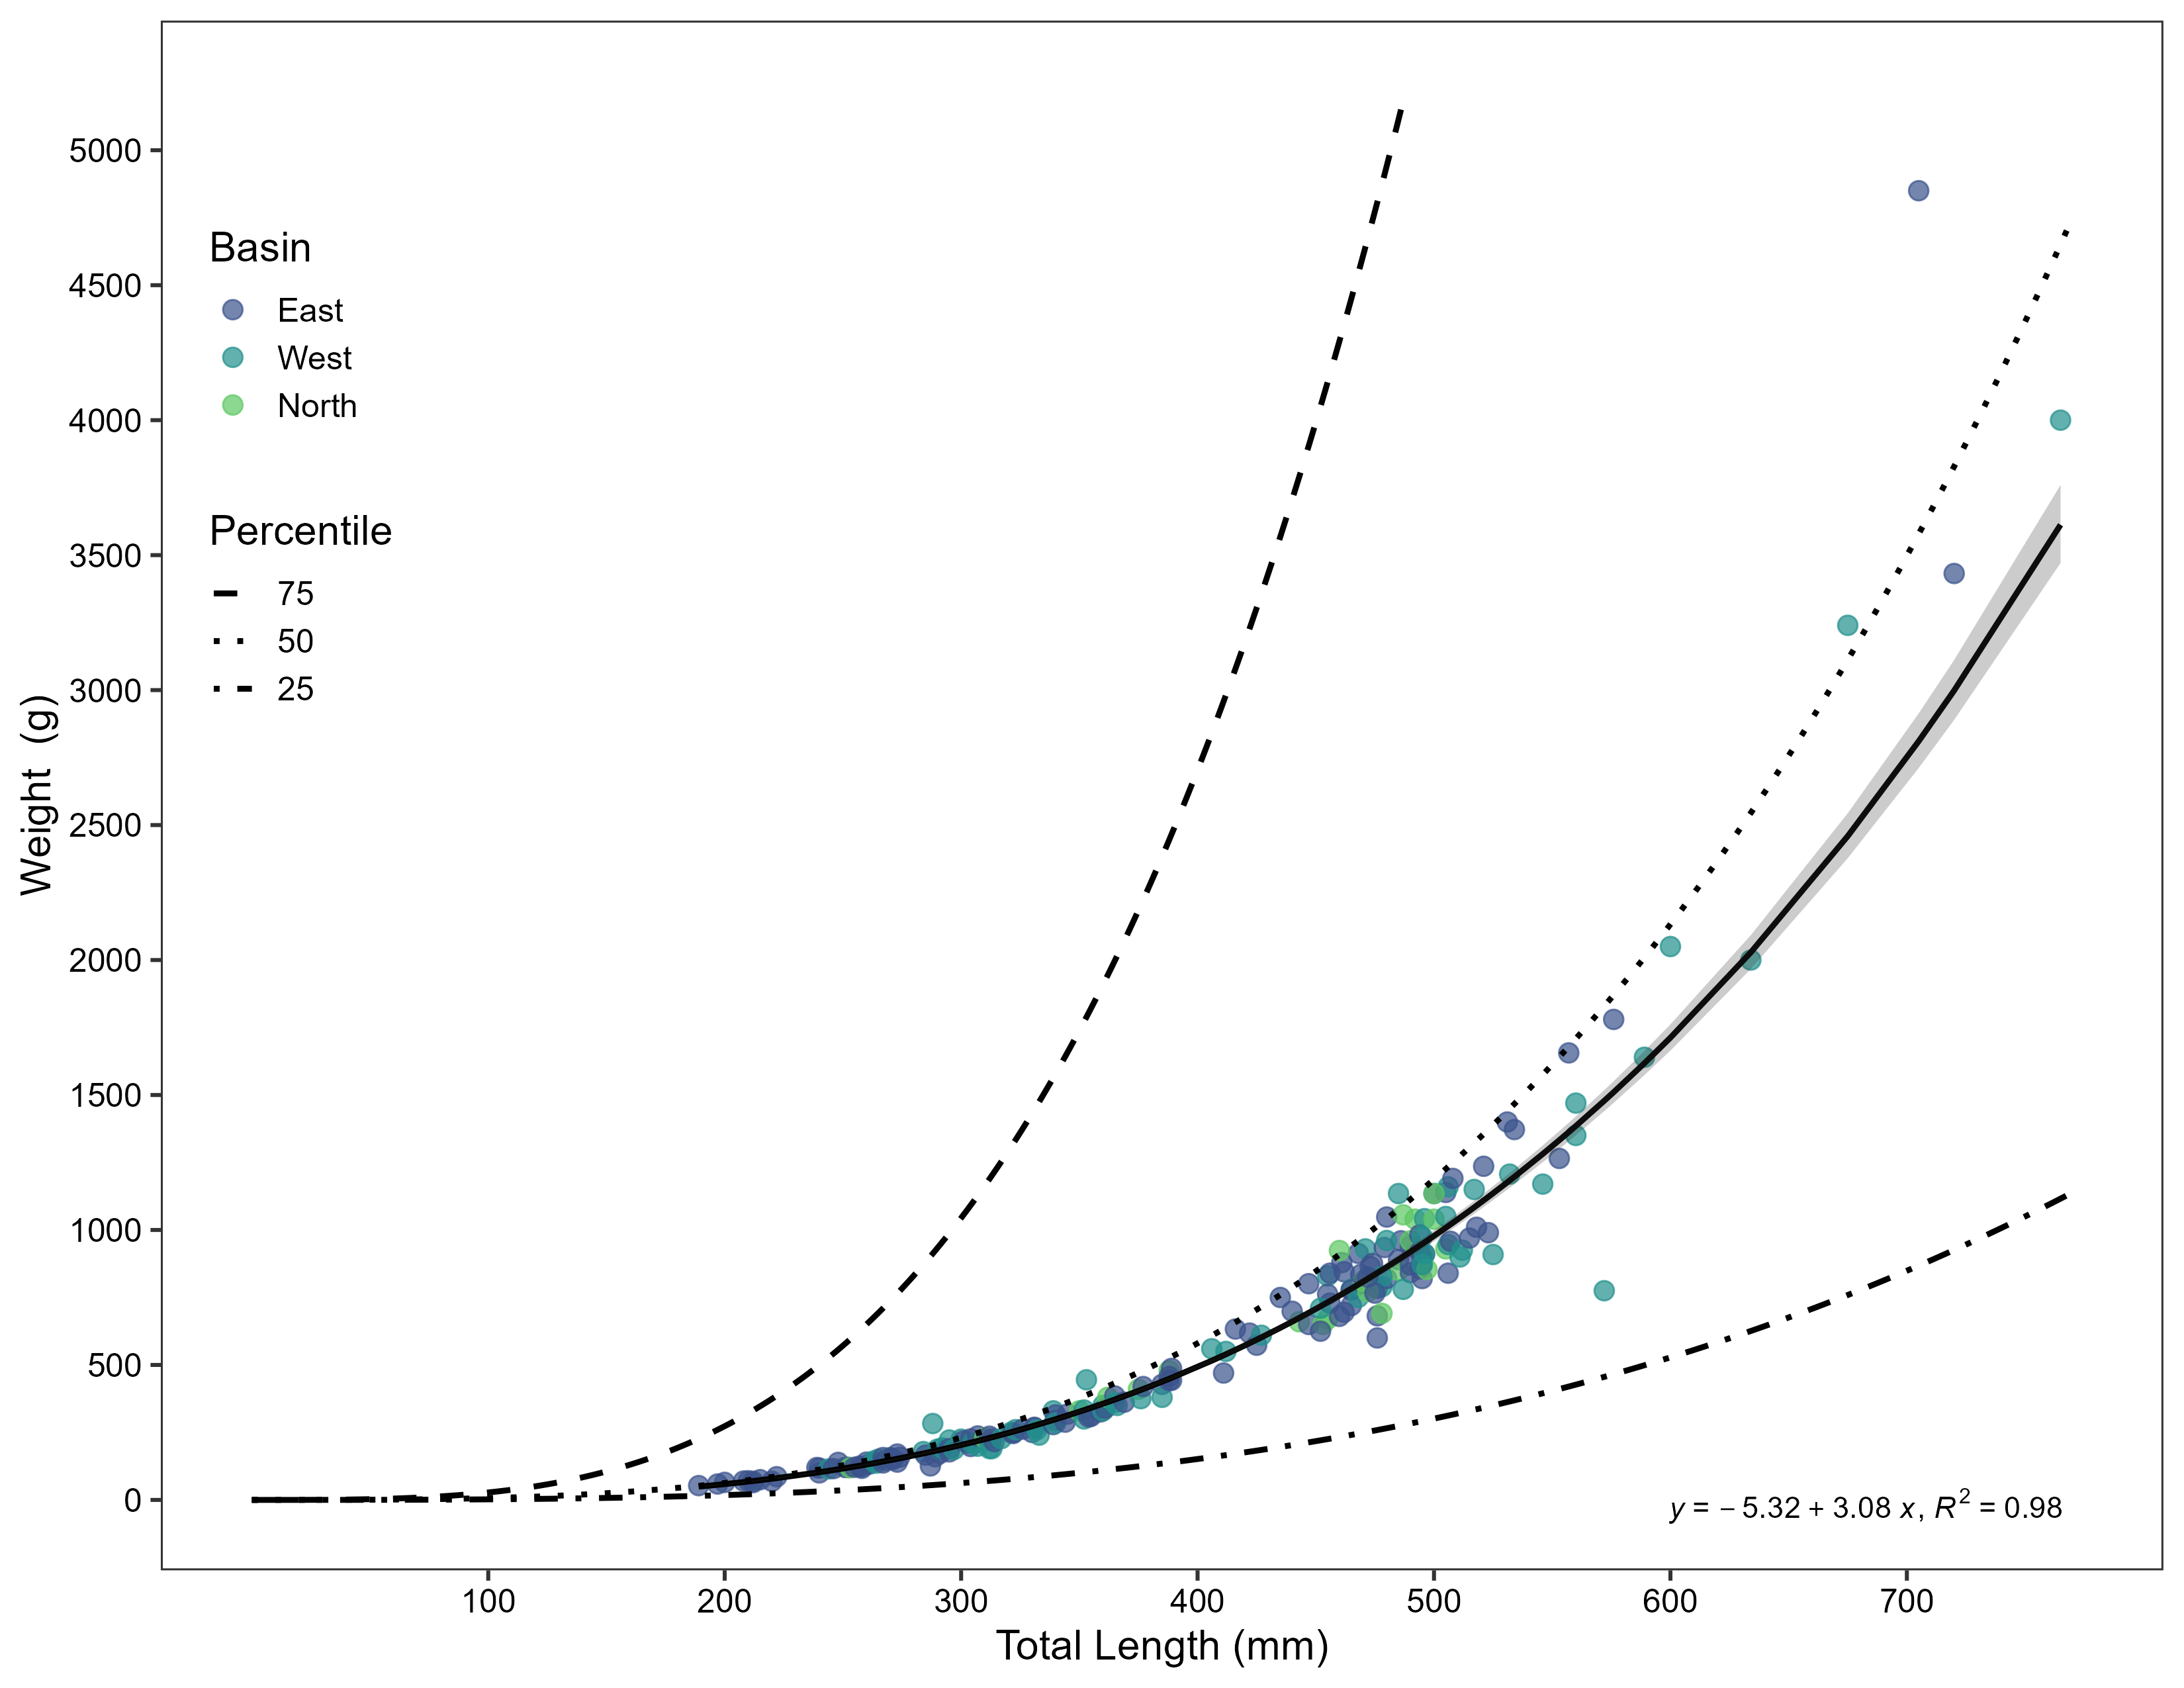 Basin
East
West
North
Percentile
75
50
25
Weight (g)
5000
4500
4000
3500
3000
2500
2000
1500
1000
500
0
y = − 5.32 + 3.08 x, R² = 0.98
100 200 300 400 500 600 700
Total Length (mm)